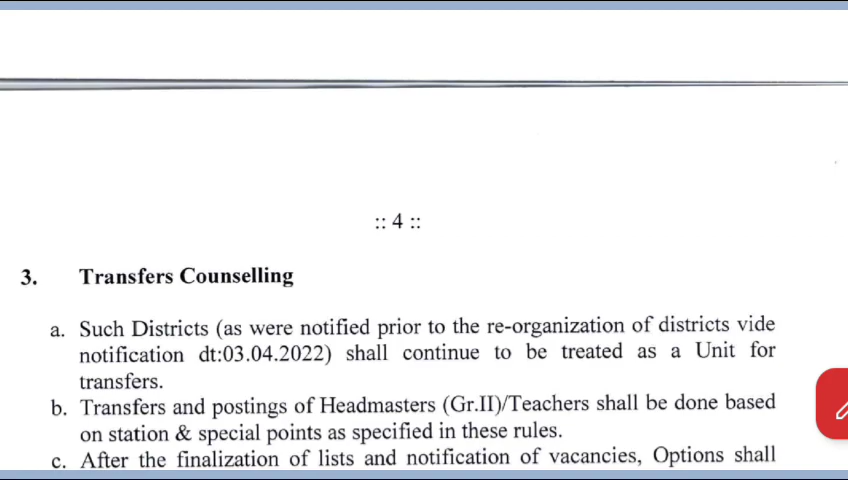 :: 4 ::
3. Transfers Counselling
a. Such Districts (as were notified prior to the re-organization of districts vide
notification dt:03.04.2022) shall continue to be treated as a Unit for
transfers.
b. Transfers and postings of Headmasters (Gr.II)/Teachers shall be done based
on station & special points as specified in these rules.
c. After the finalization of lists and notification of vacancies, Options shall